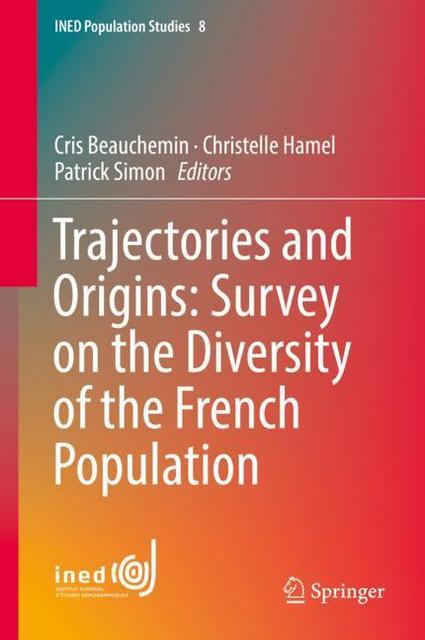 INED Population Studies 8
Cris Beauchemin · Christelle Hamel
Patrick Simon Editors
Trajectories and
Origins: Survey
on the Diversity
of the French
Population
ined
INSTITUT NATIONAL
D'ÉTUDES DÉMOGRAPHIQUES
Springer